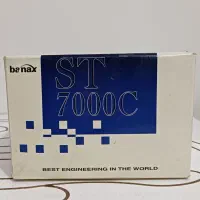 banax
ST
7000C
BEST ENGINEERING IN THE WORLD